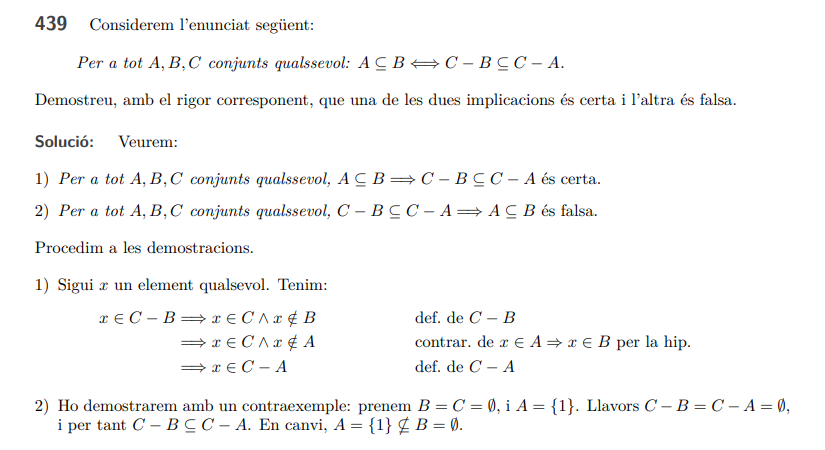 439 Considerem l'enunciat següent:
Per a tot A, B, C conjunts qualssevol: A ⊆ B ⟺ C − B ⊆ C − A.
Demostreu, amb el rigor corresponent, que una de les dues implicacions és certa i l'altra és falsa.
Solució: Veurem:
1) Per a tot A, B, C conjunts qualssevol, A ⊆ B ⟹ C − B ⊆ C − A és certa.
2) Per a tot A, B, C conjunts qualssevol, C − B ⊆ C − A ⟹ A ⊆ B és falsa.
Procedim a les demostracions.
1) Sigui x un element qualsevol. Tenim:
x ∈ C − B ⟹ x ∈ C ∧ x ∉ B def. de C − B
⟹ x ∈ C ∧ x ∉ A contrar. de x ∈ A ⇒ x ∈ B per la hip.
⟹ x ∈ C − A def. de C − A
2) Ho demostrarem amb un contraexemple: prenem B = C = ∅, i A = {1}. Llavors C − B = C − A = ∅,
i per tant C − B ⊆ C − A. En canvi, A = {1} ⊈ B = ∅.